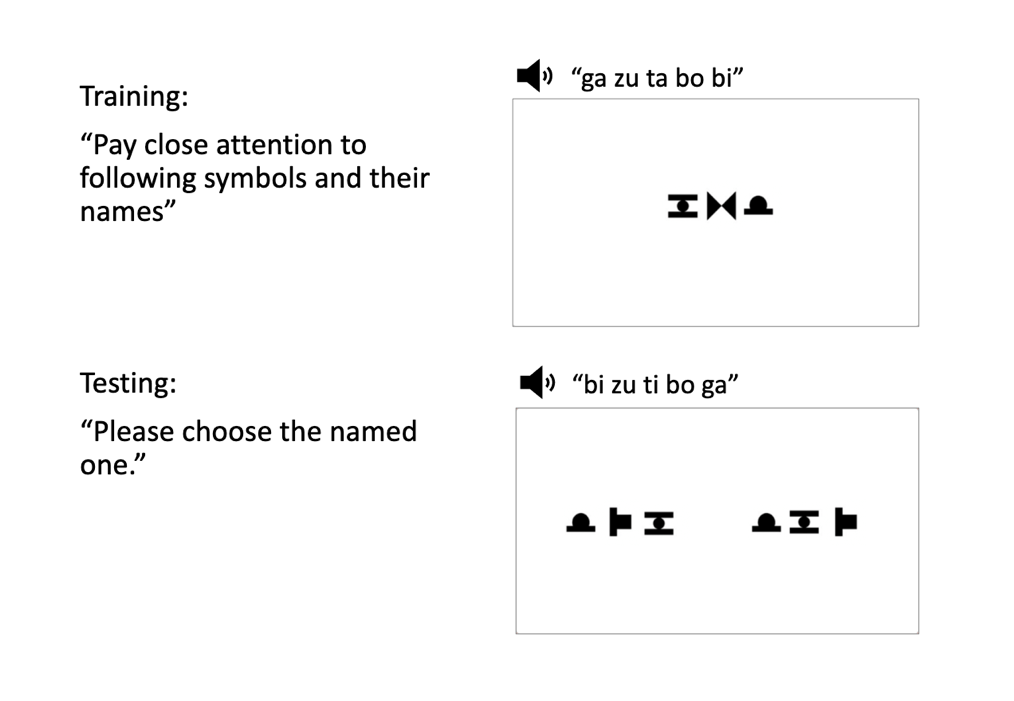 Training:
“Pay close attention to
following symbols and their
names”
“ga zu ta bo bi”
Testing:
“Please choose the named
one.”
“bi zu ti bo ga”